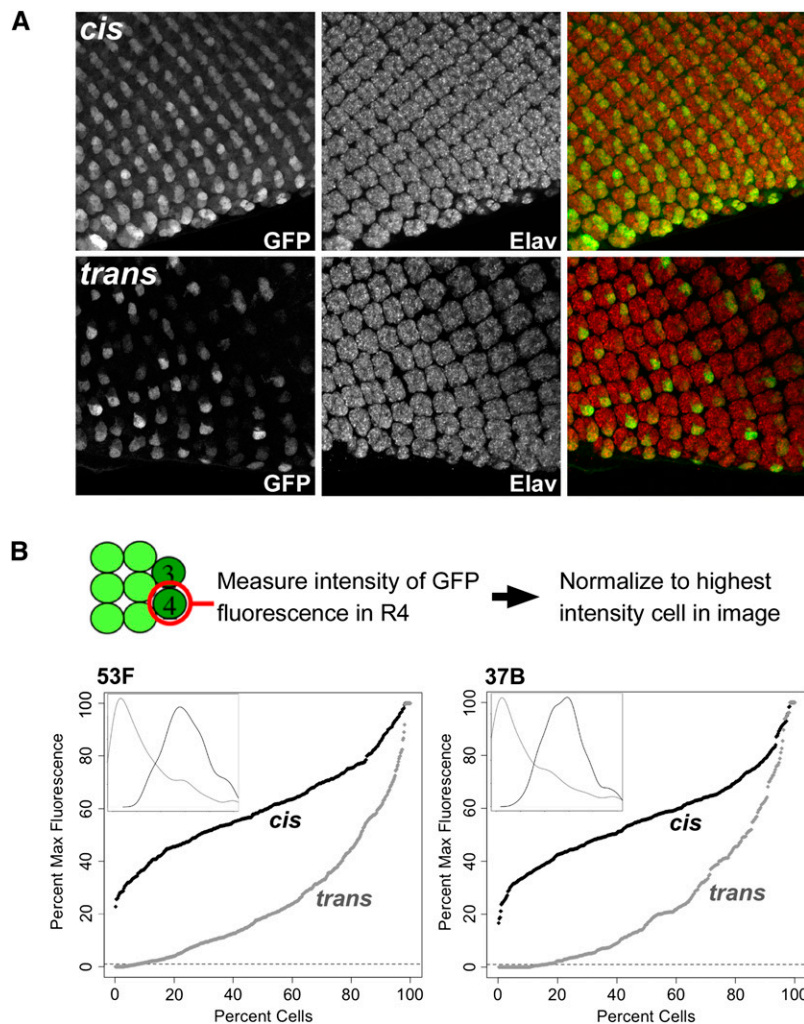 A
cis
GFP
Elav
trans
GFP
Elav
B
3
4
Measure intensity of GFP
fluorescence in R4
Normalize to highest
intensity cell in image
53F
Percent Max Fluorescence
100
80
60
40
20
0
cis
trans
0 20 40 60 80 100
Percent Cells
37B
Percent Max Fluorescence
100
80
60
40
20
0
cis
trans
0 20 40 60 80 100
Percent Cells